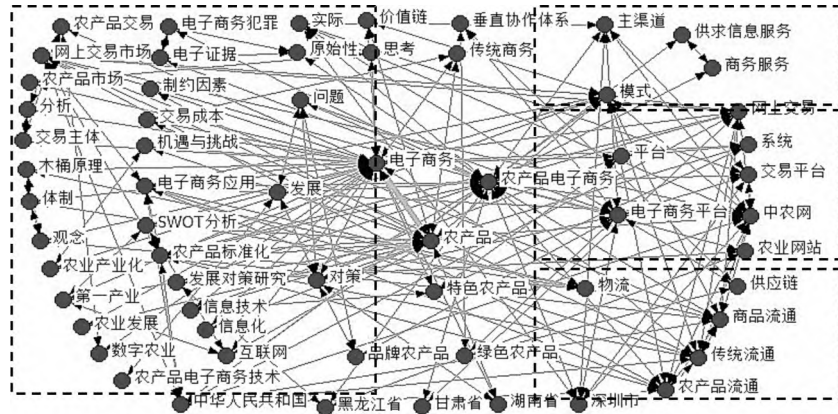 农产品交易
电子商务犯罪
实际
价值链
垂直协作体系
主渠道
供求信息服务
网上交易市场
电子证据
原始性
思考
传统商务
商务服务
农产品市场
制约因素
问题
模式
分析
交易成本
网上交易
交易主体
机遇与挑战
电子商务
平台
系统
木桶原理
电子商务应用
发展
农产品电子商务
交易平台
体制
SWOT分析
电子商务平台
中农网
观念
农产品标准化
农产品
农业网站
农业产业化
发展对策研究
对策
特色农产品
物流
供应链
第一产业
信息技术
商品流通
农业发展
信息化
数字农业
互联网
品牌农产品
绿色农产品
传统流通
农产品电子商务技术
农产品流通
中华人民共和国
黑龙江省
甘肃省
湖南省
深圳市